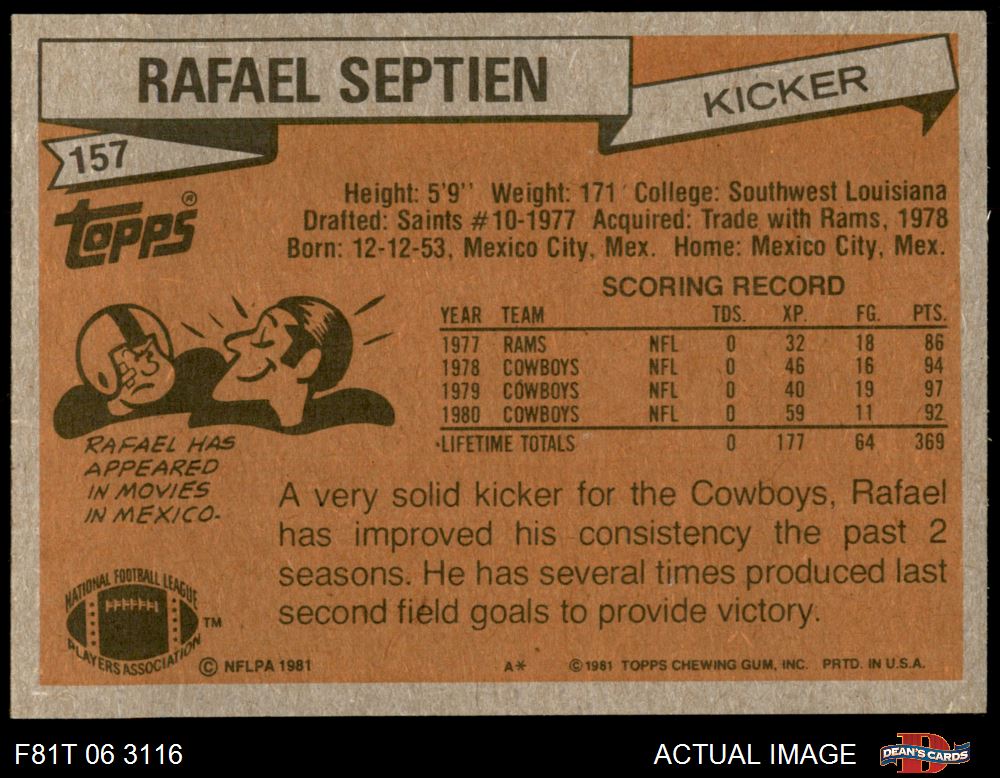 RAFAEL SEPTIEN
KICKER
157
TOPPS®
Height: 5'9'' Weight: 171 College: Southwest Louisiana
Drafted: Saints #10-1977 Acquired: Trade with Rams, 1978
Born: 12-12-53, Mexico City, Mex. Home: Mexico City, Mex.
SCORING RECORD
YEAR TEAM TDS. XP. FG. PTS.
1977 RAMS NFL 0 32 18 86
1978 COWBOYS NFL 0 46 16 94
1979 COWBOYS NFL 0 40 19 97
1980 COWBOYS NFL 0 59 11 92
LIFETIME TOTALS 0 177 64 369
RAFAEL HAS
APPEARED
IN MOVIES
IN MEXICO.
A very solid kicker for the Cowboys, Rafael
has improved his consistency the past 2
seasons. He has several times produced last
second field goals to provide victory.
NATIONAL FOOTBALL LEAGUE
PLAYERS ASSOCIATION
TM
© NFLPA 1981
A* © 1981 TOPPS CHEWING GUM, INC. PRTD. IN U.S.A.
F81T 06 3116
ACTUAL IMAGE
D
DEAN'S CARDS